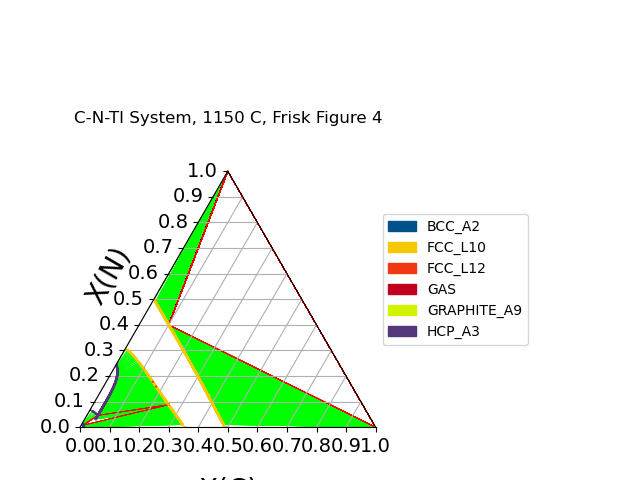 C-N-TI System, 1150 C, Frisk Figure 4
1.0
0.9
0.8
0.7
0.6
0.5
0.4
0.3
0.2
0.1
0.0
X(N)
BCC_A2
FCC_L10
FCC_L12
GAS
GRAPHITE_A9
HCP_A3
0.00.10.20.30.40.50.60.70.80.91.0